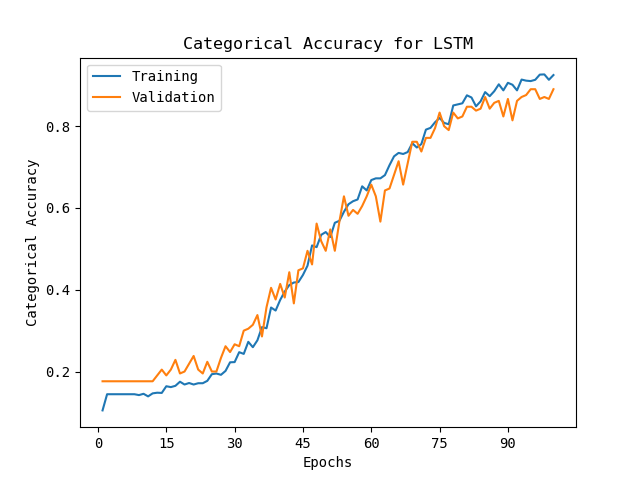 Categorical Accuracy for LSTM
Training
Validation
Categorical Accuracy
0.8
0.6
0.4
0.2
0 15 30 45 60 75 90
Epochs